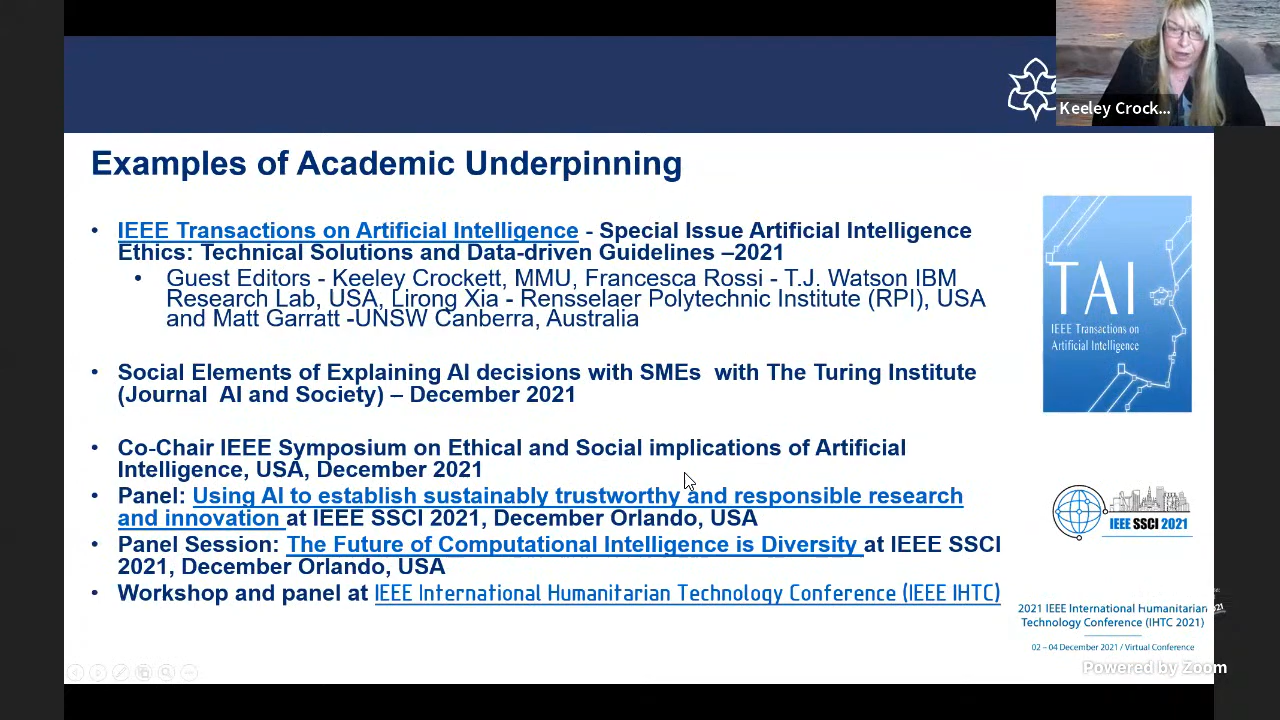 Keeley Crock...
Examples of Academic Underpinning
• IEEE Transactions on Artificial Intelligence - Special Issue Artificial Intelligence
Ethics: Technical Solutions and Data-driven Guidelines –2021
• Guest Editors - Keeley Crockett, MMU, Francesca Rossi - T.J. Watson IBM
Research Lab, USA, Lirong Xia - Rensselaer Polytechnic Institute (RPI), USA
and Matt Garratt -UNSW Canberra, Australia
• Social Elements of Explaining AI decisions with SMEs with The Turing Institute
(Journal AI and Society) – December 2021
• Co-Chair IEEE Symposium on Ethical and Social implications of Artificial
Intelligence, USA, December 2021
• Panel: Using AI to establish sustainably trustworthy and responsible research
and innovation at IEEE SSCI 2021, December Orlando, USA
• Panel Session: The Future of Computational Intelligence is Diversity at IEEE SSCI
2021, December Orlando, USA
• Workshop and panel at IEEE International Humanitarian Technology Conference (IEEE IHTC)
TAI
IEEE Transactions on
Artificial Intelligence
IEEE SSCI 2021
2021 IEEE International Humanitarian
Technology Conference (IHTC 2021)
02 – 04 December 2021 / Virtual Conference
Powered by Zoom